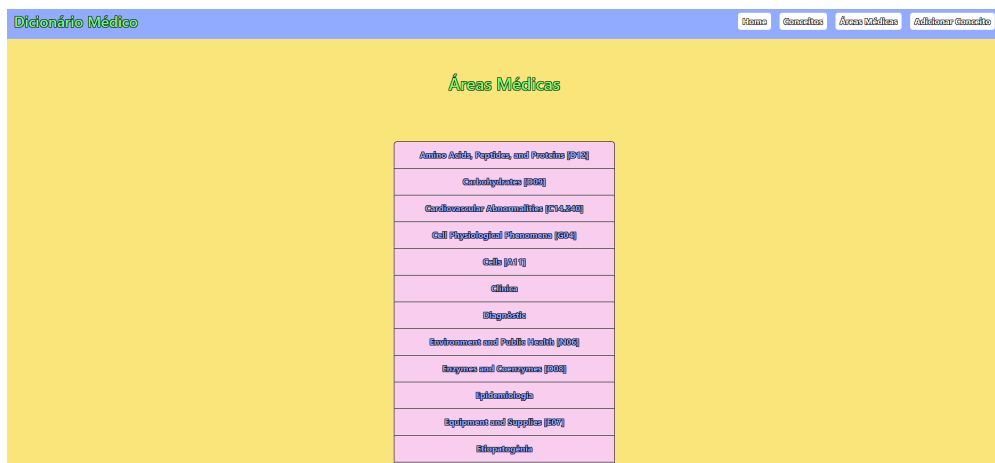 Dicionário Médico
Home Conceitos Áreas Médicas Adicionar Conceito
Áreas Médicas
Amino Acids, Peptides, and Proteins [D12]
Carbohydrates [D09]
Cardiovascular Abnormalities [C14.240]
Cell Physiological Phenomena [G04]
Cells [A11]
Clínica
Diagnòstic
Environment and Public Health [N06]
Enzymes and Coenzymes [D08]
Epidemiologia
Equipment and Supplies [E07]
Etiopatogénia